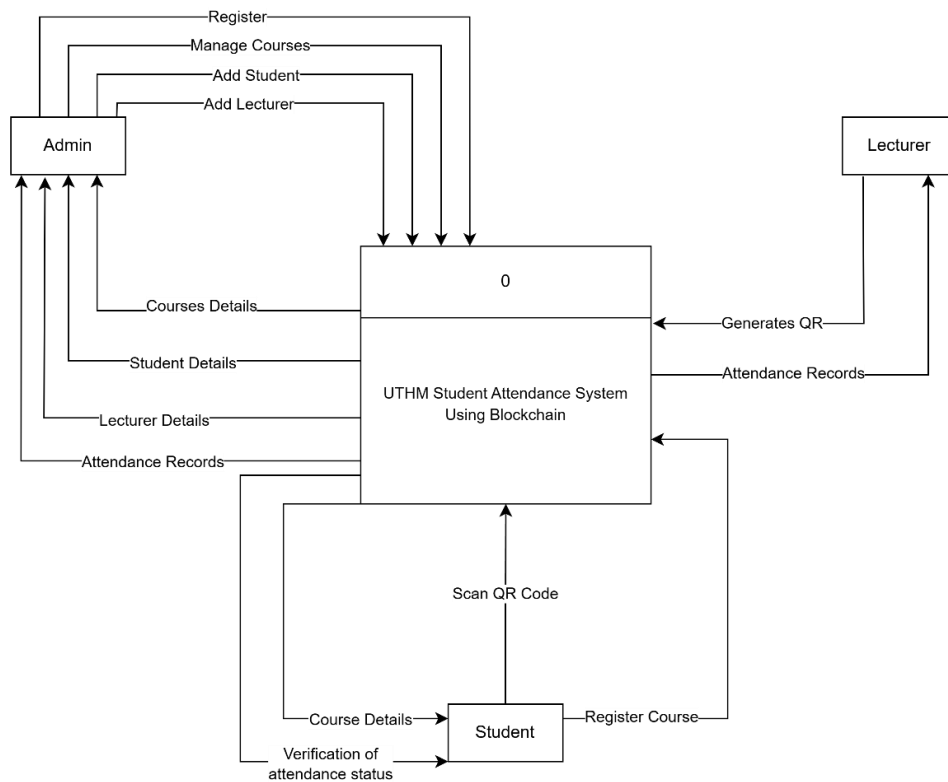 Register
Manage Courses
Add Student
Add Lecturer
Admin
Lecturer
0
Courses Details
Generates QR
Student Details
Attendance Records
UTHM Student Attendance System
Using Blockchain
Lecturer Details
Attendance Records
Scan QR Code
Course Details
Student
Register Course
Verification of
attendance status